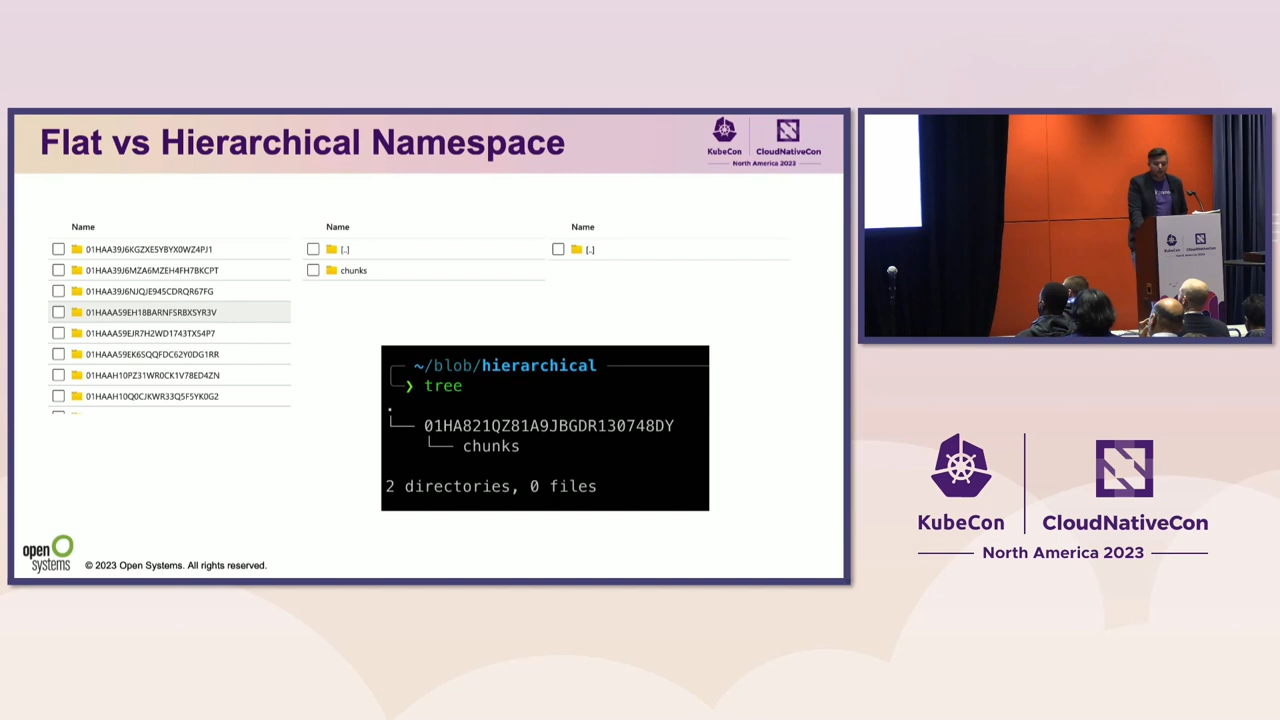 Flat vs Hierarchical Namespace
KubeCon
CloudNativeCon
North America 2023
Name
01HAA39J6KGZXE5YBYX0WZ4PJ1
01HAA39J6MZA6MZEH4FH7BKCPT
01HAA39J6NJQJE945CDRQR67FG
01HAAA59EH18BARNFSRBXSYR3V
01HAAA59EJR7H2WD1743TX54P7
01HAAA59EK6SQQFDC62Y0DG1RR
01HAAH10PZ31WR0CK1V78ED4ZN
01HAAH10Q0CJKWR33Q5F5YK0G2
Name
[..]
chunks
Name
[..]
~/blob/hierarchical
❯ tree
.
└── 01HA821QZ81A9JBGDR130748DY
└── chunks
2 directories, 0 files
open systems
© 2023 Open Systems. All rights reserved.
KubeCon
CloudNativeCon
North America 2023